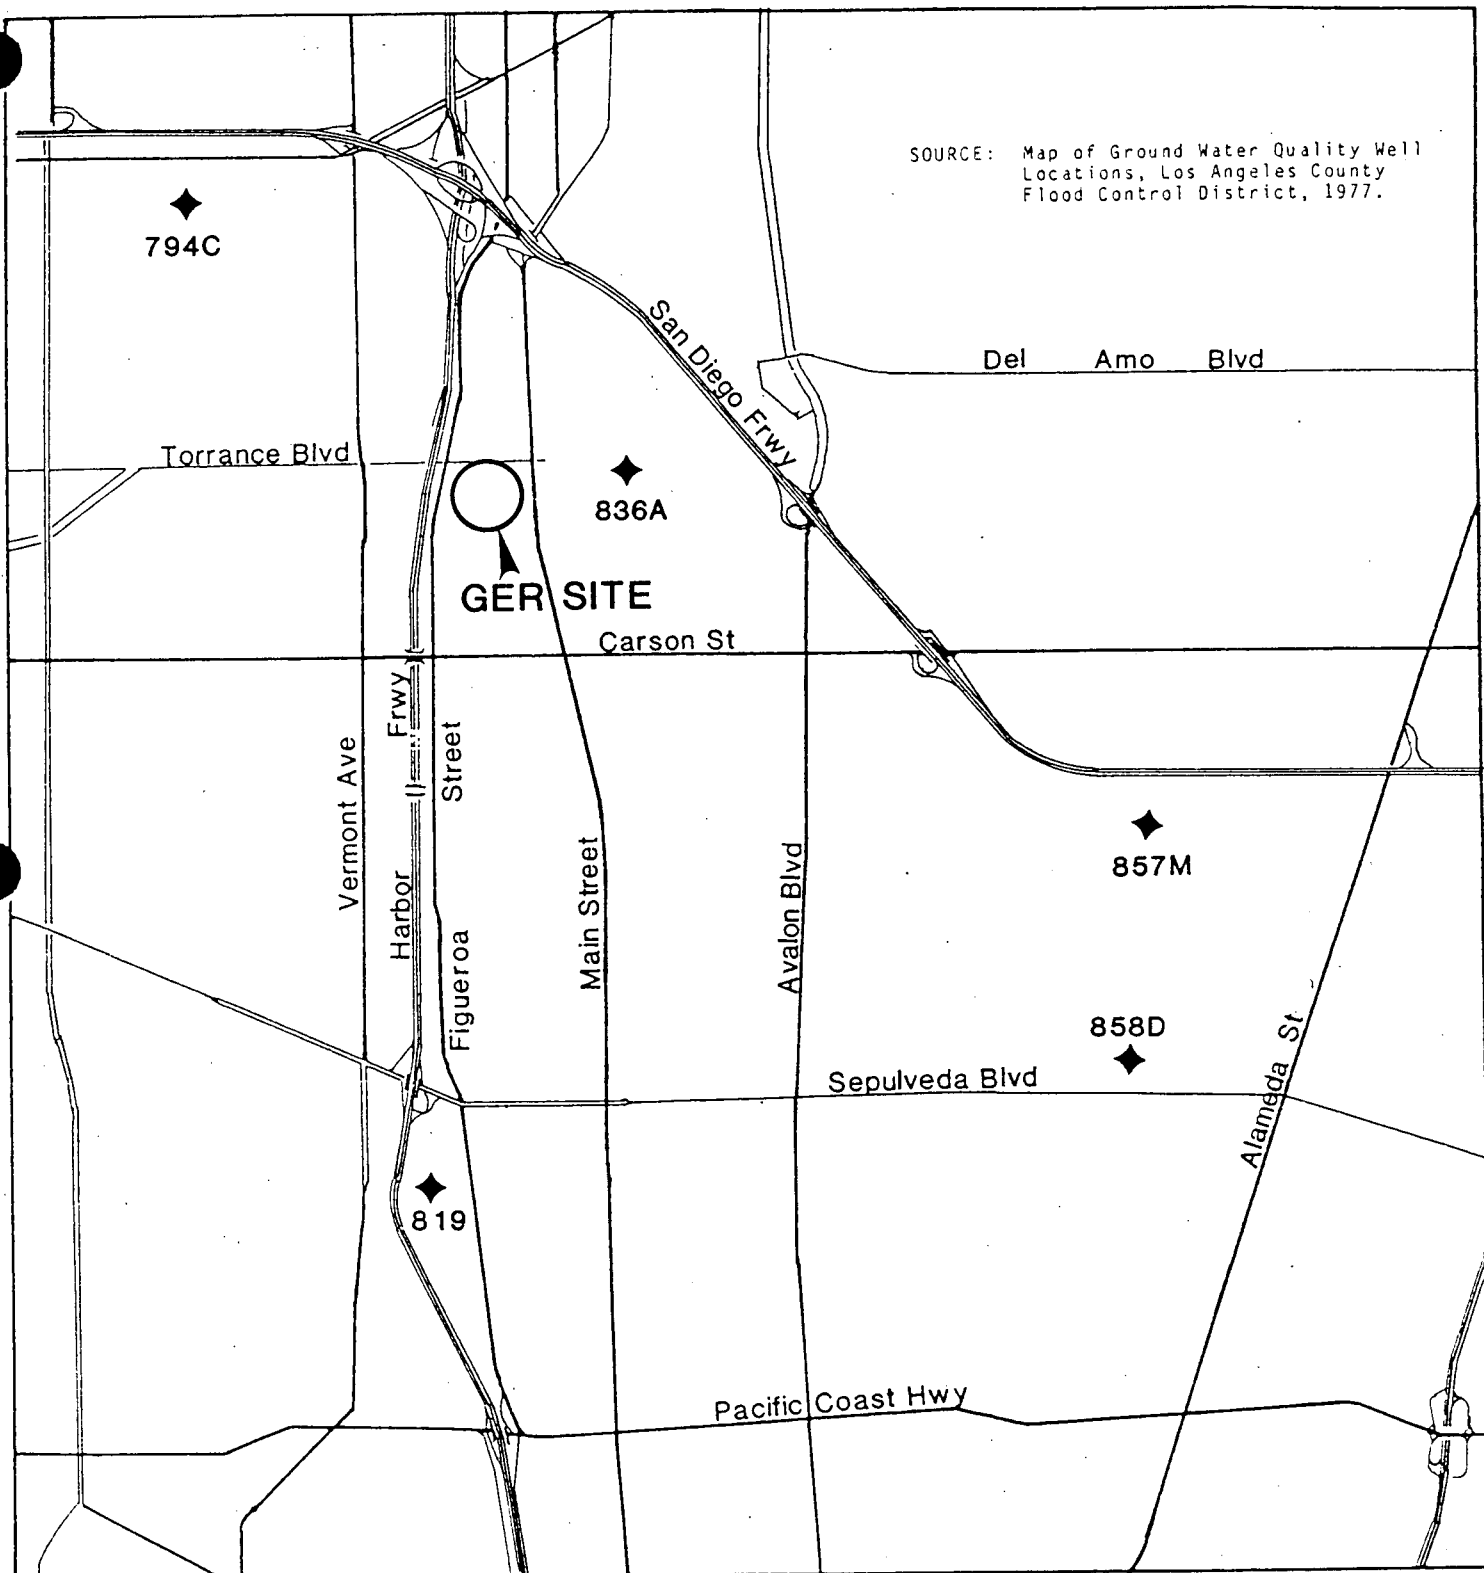 SOURCE: Map of Ground Water Quality Well
Locations, Los Angeles County
Flood Control District, 1977.
794C
San Diego Frwy
Del Amo Blvd
Torrance Blvd
836A
GER SITE
Carson St
Vermont Ave
Harbor Frwy
Figueroa Street
Main Street
Avalon Blvd
857M
858D
Sepulveda Blvd
Alameda St
819
Pacific Coast Hwy